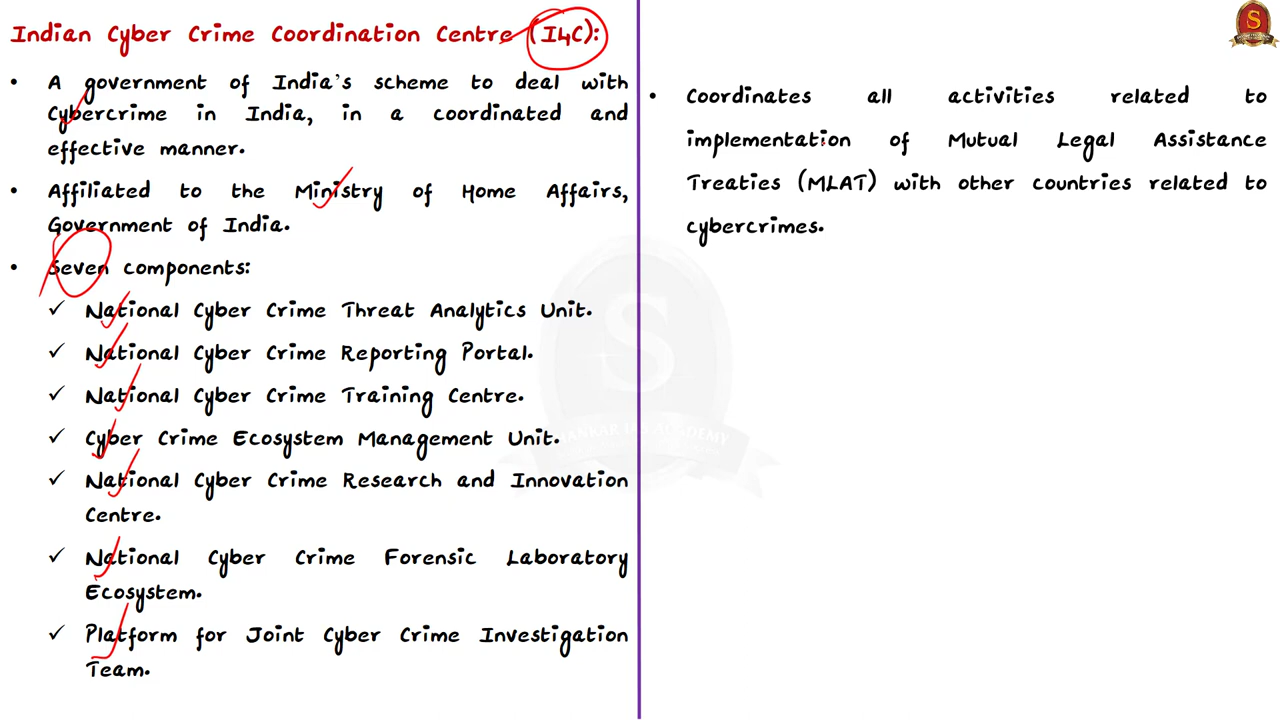 Indian Cyber Crime Coordination Centre (I4C):
• A government of India's scheme to deal with
Cybercrime in India, in a coordinated and
effective manner.
• Affiliated to the Ministry of Home Affairs,
Government of India.
• Seven components:
✓ National Cyber Crime Threat Analytics Unit.
✓ National Cyber Crime Reporting Portal.
✓ National Cyber Crime Training Centre.
✓ Cyber Crime Ecosystem Management Unit.
✓ National Cyber Crime Research and Innovation
Centre.
✓ National Cyber Crime Forensic Laboratory
Ecosystem.
✓ Platform for Joint Cyber Crime Investigation
Team.
• Coordinates all activities related to
implementation of Mutual Legal Assistance
Treaties (MLAT) with other countries related to
cybercrimes.
S
S